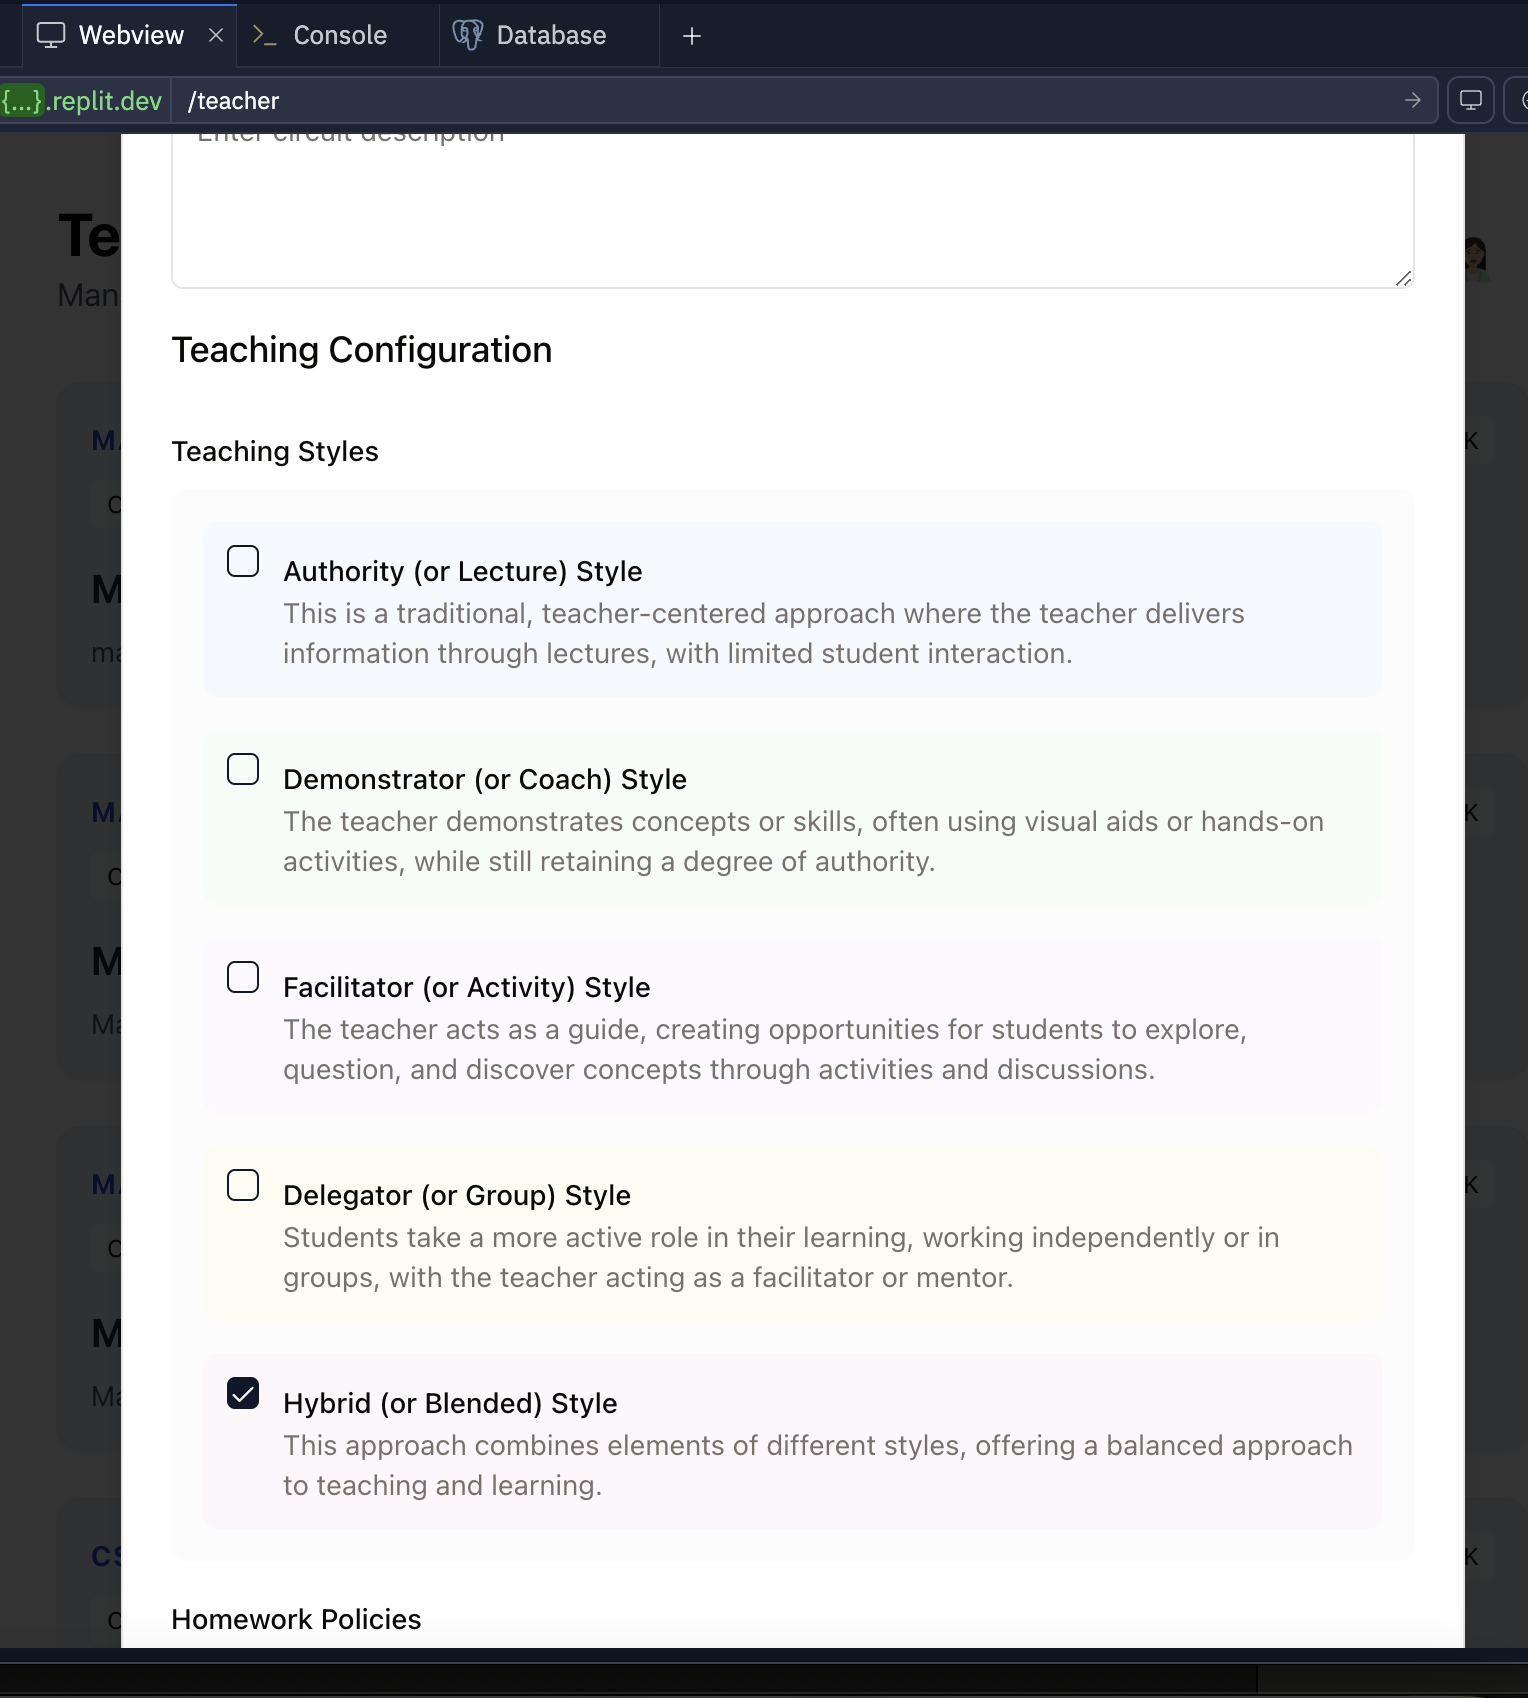 Webview
Console
Database
{...}.replit.dev
/teacher
Enter circuit description
Te
Man
Teaching Configuration
Teaching Styles
Authority (or Lecture) Style
This is a traditional, teacher-centered approach where the teacher delivers
information through lectures, with limited student interaction.
Demonstrator (or Coach) Style
The teacher demonstrates concepts or skills, often using visual aids or hands-on
activities, while still retaining a degree of authority.
Facilitator (or Activity) Style
The teacher acts as a guide, creating opportunities for students to explore,
question, and discover concepts through activities and discussions.
Delegator (or Group) Style
Students take a more active role in their learning, working independently or in
groups, with the teacher acting as a facilitator or mentor.
Hybrid (or Blended) Style
This approach combines elements of different styles, offering a balanced approach
to teaching and learning.
Homework Policies